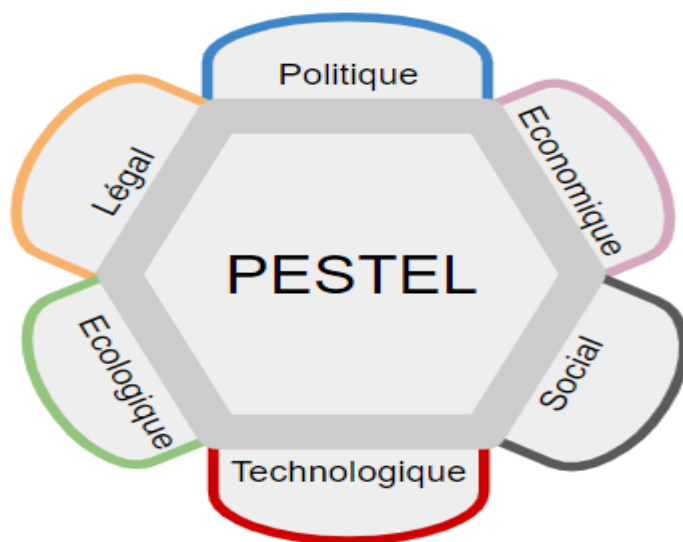 Politique
Economique
Social
Technologique
Ecologique
Légal
PESTEL